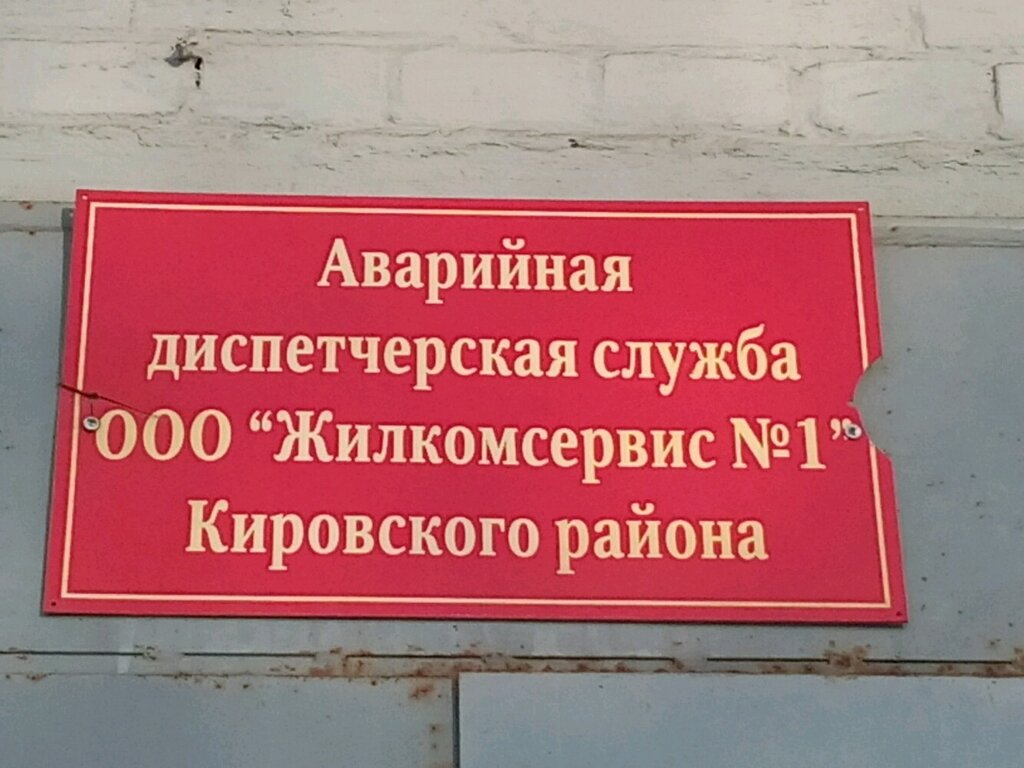 Аварийная
диспетчерская служба
ООО “Жилкомсервис №1”
Кировского района